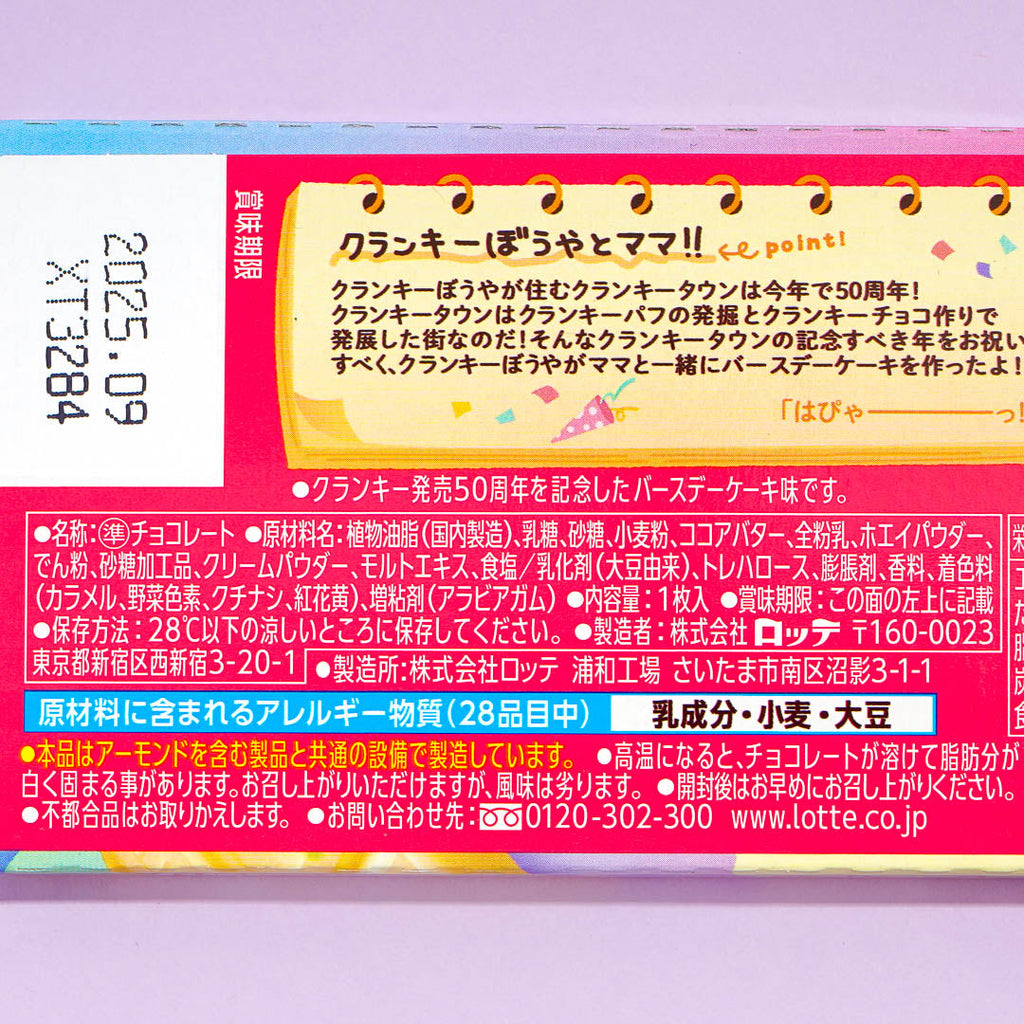 賞味期限
2025.09
XT3284
クランキーぼうやとママ!! point!
クランキーぼうやが住むクランキータウンは今年で50周年!
クランキータウンはクランキーパフの発掘とクランキーチョコ作りで
発展した街なのだ!そんなクランキータウンの記念すべき年をお祝い
すべく、クランキーぼうやがママと一緒にバースデーケーキを作ったよ!
「はぴゃーーーっ!
●クランキー発売50周年を記念したバースデーケーキ味です。
●名称:準チョコレート ●原材料名:植物油脂(国内製造)、乳糖、砂糖、小麦粉、ココアバター、全粉乳、ホエイパウダー、
でん粉、砂糖加工品、クリームパウダー、モルトエキス、食塩/乳化剤(大豆由来)、トレハロース、膨脹剤、香料、着色料
(カラメル、野菜色素、クチナシ、紅花黄)、増粘剤(アラビアガム) ●内容量:1枚入 ●賞味期限:この面の左上に記載
●保存方法:28℃以下の涼しいところに保存してください。 ●製造者:株式会社ロッテ 〒160-0023
東京都新宿区西新宿3-20-1 ●製造所:株式会社ロッテ 浦和工場 さいたま市南区沼影3-1-1
原材料に含まれるアレルギー物質(28品目中) 乳成分・小麦・大豆
●本品はアーモンドを含む製品と共通の設備で製造しています。 ●高温になると、チョコレートが溶けて脂肪分が
白く固まる事があります。お召し上がりいただけますが、風味は劣ります。 ●開封後はお早めにお召し上がりください。
●不都合品はお取りかえします。 ●お問い合わせ先:0120-302-300 www.lotte.co.jp